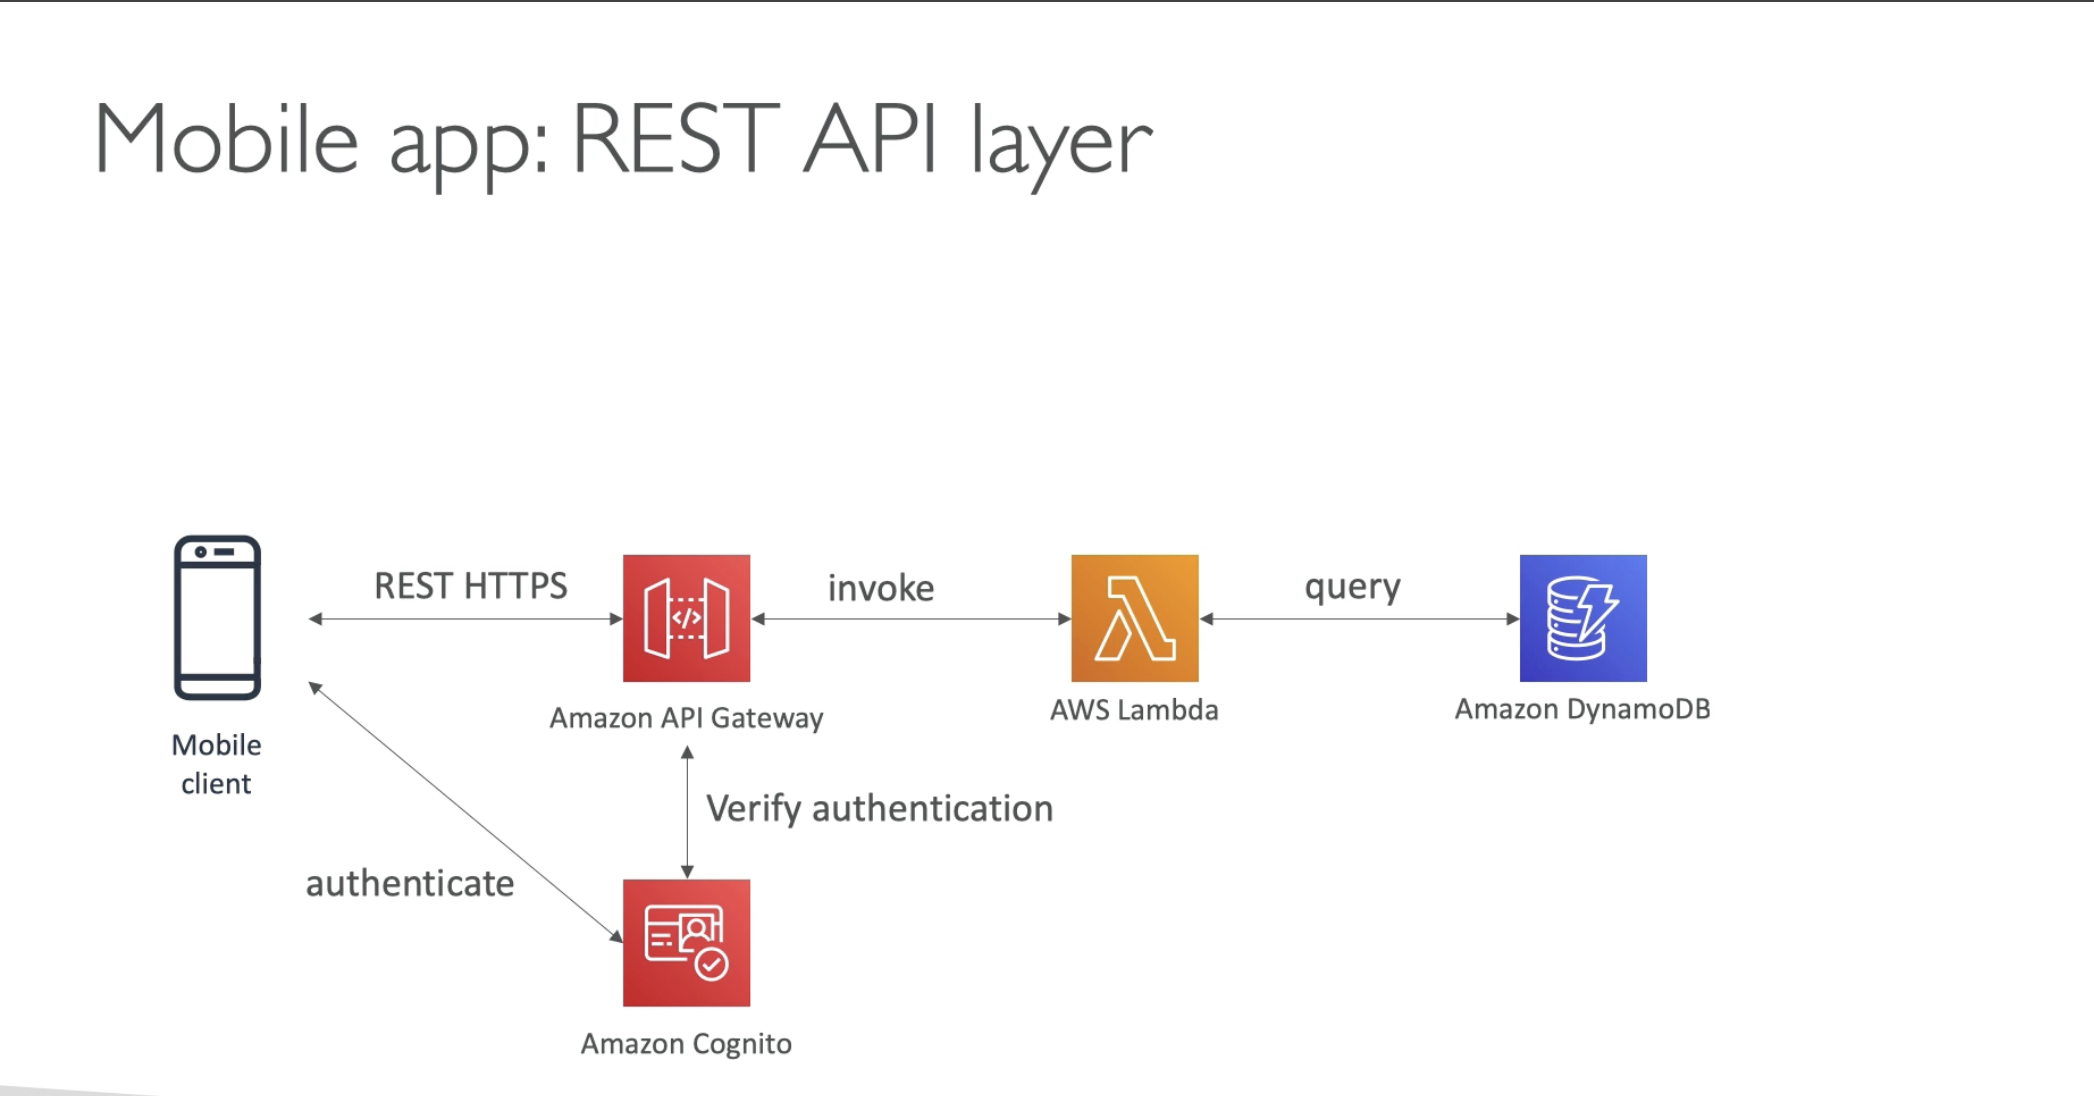 Mobile app: REST API layer
REST HTTPS
invoke
query
Amazon API Gateway
AWS Lambda
Amazon DynamoDB
Mobile
client
Verify authentication
authenticate
Amazon Cognito